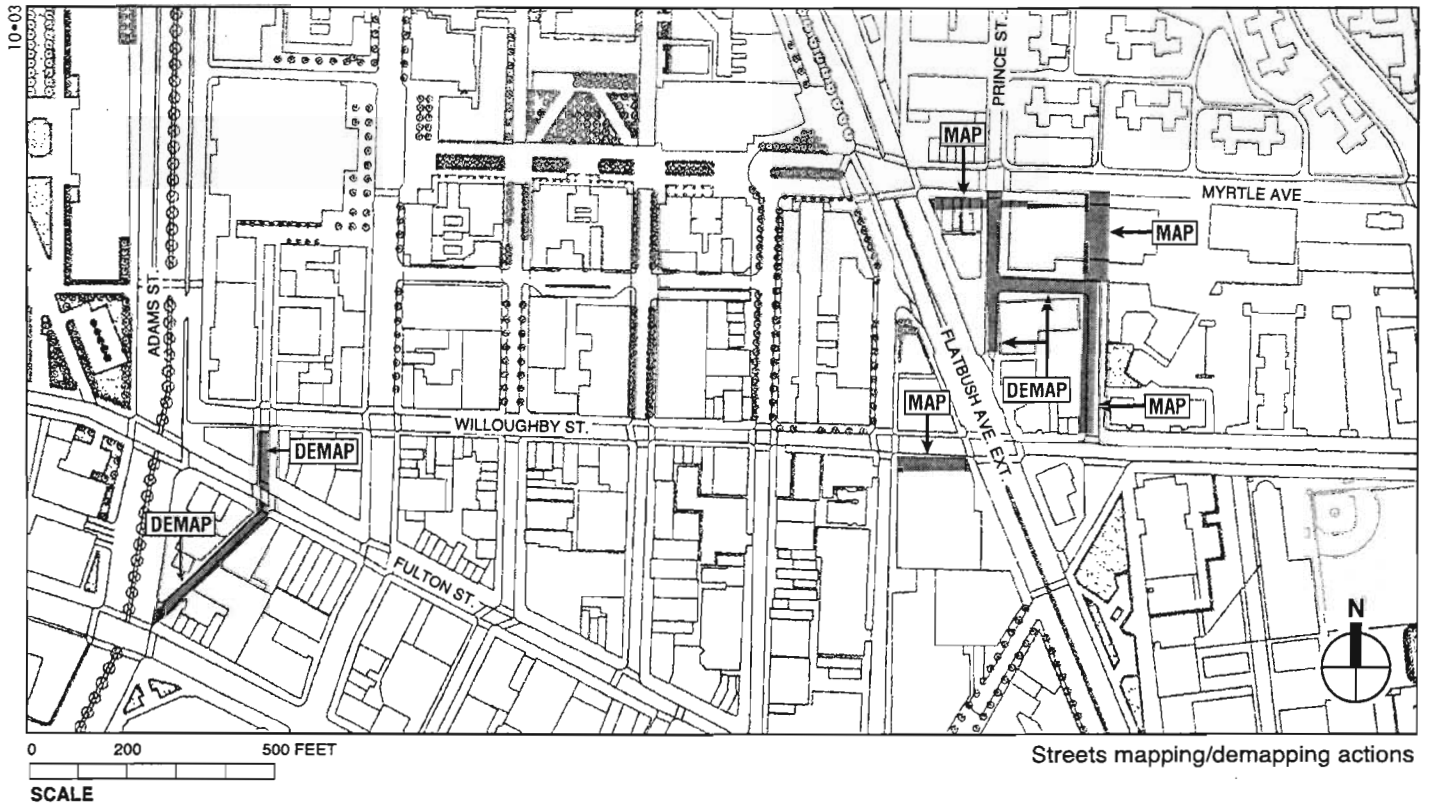 10•03
PRINCE ST.
MAP
MYRTLE AVE
MAP
ADAMS ST.
FLATBUSH AVE EXT.
DEMAP
MAP
MAP
WILLOUGHBY ST.
DEMAP
DEMAP
FULTON ST.
N
0 200 500 FEET
SCALE
Streets mapping/demapping actions